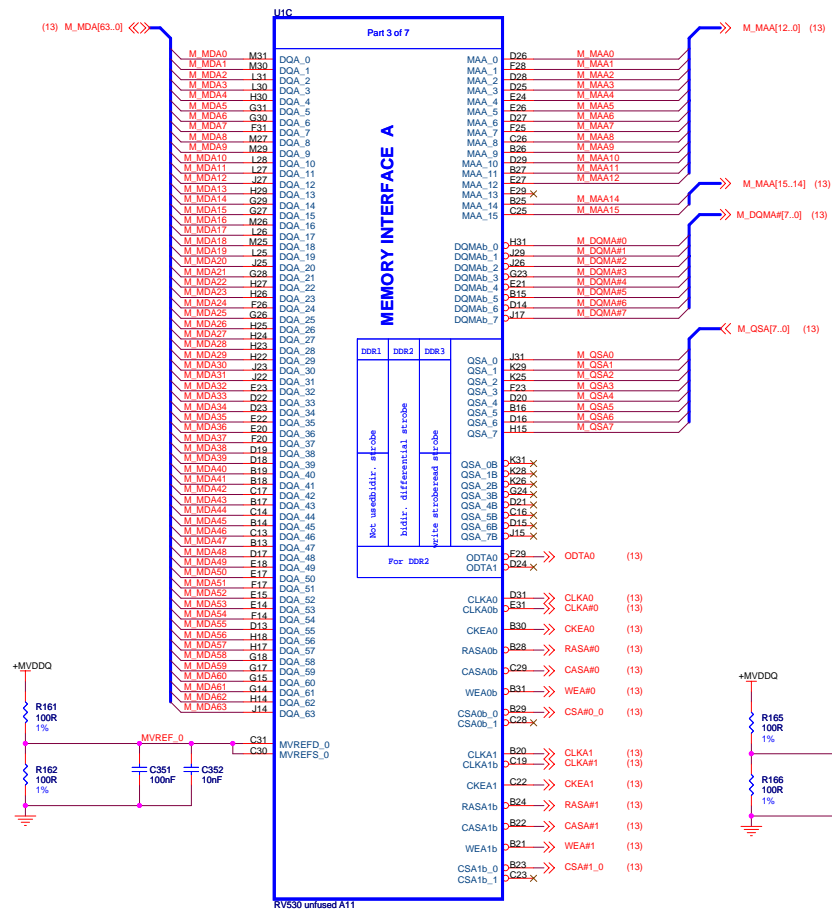 U1C
Part 3 of 7
(13) M_MDA[63..0]
M_MDA0 M31 DQA_0
M_MDA1 M30 DQA_1
M_MDA2 L31 DQA_2
M_MDA3 L30 DQA_3
M_MDA4 H30 DQA_4
M_MDA5 G31 DQA_5
M_MDA6 G30 DQA_6
M_MDA7 F31 DQA_7
M_MDA8 M27 DQA_8
M_MDA9 M29 DQA_9
M_MDA10 L28 DQA_10
M_MDA11 L27 DQA_11
M_MDA12 J27 DQA_12
M_MDA13 H29 DQA_13
M_MDA14 G29 DQA_14
M_MDA15 G27 DQA_15
M_MDA16 M26 DQA_16
M_MDA17 L26 DQA_17
M_MDA18 M25 DQA_18
M_MDA19 L25 DQA_19
M_MDA20 J25 DQA_20
M_MDA21 G28 DQA_21
M_MDA22 H27 DQA_22
M_MDA23 H26 DQA_23
M_MDA24 F26 DQA_24
M_MDA25 G26 DQA_25
M_MDA26 H25 DQA_26
M_MDA27 H24 DQA_27
M_MDA28 H23 DQA_28
M_MDA29 H22 DQA_29
M_MDA30 J23 DQA_30
M_MDA31 J22 DQA_31
M_MDA32 E23 DQA_32
M_MDA33 D22 DQA_33
M_MDA34 D23 DQA_34
M_MDA35 E22 DQA_35
M_MDA36 E20 DQA_36
M_MDA37 F20 DQA_37
M_MDA38 D19 DQA_38
M_MDA39 D18 DQA_39
M_MDA40 B19 DQA_40
M_MDA41 B18 DQA_41
M_MDA42 C17 DQA_42
M_MDA43 B17 DQA_43
M_MDA44 C14 DQA_44
M_MDA45 B14 DQA_45
M_MDA46 C13 DQA_46
M_MDA47 B13 DQA_47
M_MDA48 D17 DQA_48
M_MDA49 E18 DQA_49
M_MDA50 E17 DQA_50
M_MDA51 F17 DQA_51
M_MDA52 E15 DQA_52
M_MDA53 E14 DQA_53
M_MDA54 F14 DQA_54
M_MDA55 D13 DQA_55
M_MDA56 H18 DQA_56
M_MDA57 H17 DQA_57
M_MDA58 G18 DQA_58
M_MDA59 G17 DQA_59
M_MDA60 G15 DQA_60
M_MDA61 G14 DQA_61
M_MDA62 H14 DQA_62
M_MDA63 J14 DQA_63
MVREF_0 C31 MVREFD_0
C30 MVREFS_0
+MVDDQ
R161
100R
1%
R162
100R
1%
C351
100nF
C352
10nF
MEMORY INTERFACE A
DDR1 DDR2 DDR3
Not usedbidir. strobe
bidir. differential strobe
write stroberead strobe
For DDR2
MAA_0 D26 M_MAA0
MAA_1 F28 M_MAA1
MAA_2 D28 M_MAA2
MAA_3 D25 M_MAA3
MAA_4 E24 M_MAA4
MAA_5 E26 M_MAA5
MAA_6 D27 M_MAA6
MAA_7 F25 M_MAA7
MAA_8 C26 M_MAA8
MAA_9 B26 M_MAA9
MAA_10 D29 M_MAA10
MAA_11 B27 M_MAA11
MAA_12 E27 M_MAA12
MAA_13 E29
MAA_14 B25 M_MAA14
MAA_15 C25 M_MAA15
M_MAA[12..0] (13)
M_MAA[15..14] (13)
M_DQMA#[7..0] (13)
DQMAb_0 H31 M_DQMA#0
DQMAb_1 J29 M_DQMA#1
DQMAb_2 J26 M_DQMA#2
DQMAb_3 G23 M_DQMA#3
DQMAb_4 E21 M_DQMA#4
DQMAb_5 B15 M_DQMA#5
DQMAb_6 D14 M_DQMA#6
DQMAb_7 J17 M_DQMA#7
M_QSA[7..0] (13)
QSA_0 J31 M_QSA0
QSA_1 K29 M_QSA1
QSA_2 K25 M_QSA2
QSA_3 F23 M_QSA3
QSA_4 D20 M_QSA4
QSA_5 B16 M_QSA5
QSA_6 D16 M_QSA6
QSA_7 H15 M_QSA7
QSA_0B K31
QSA_1B K28
QSA_2B K26
QSA_3B G24
QSA_4B D21
QSA_5B C16
QSA_6B D15
QSA_7B J15
ODTA0 F29 ODTA0 (13)
ODTA1 D24
CLKA0 D31 CLKA0 (13)
CLKA0b E31 CLKA#0 (13)
CKEA0 B30 CKEA0 (13)
RASA0b B28 RASA#0 (13)
CASA0b C29 CASA#0 (13)
WEA0b B31 WEA#0 (13)
CSA0b_0 B29 CSA#0_0 (13)
CSA0b_1 C28
CLKA1 B20 CLKA1 (13)
CLKA1b C19 CLKA#1 (13)
CKEA1 C22 CKEA1 (13)
RASA1b B24 RASA#1 (13)
CASA1b B22 CASA#1 (13)
WEA1b B21 WEA#1 (13)
CSA1b_0 B23 CSA#1_0 (13)
CSA1b_1 C23
+MVDDQ
R165
100R
1%
R166
100R
1%
RV530 unfused A11